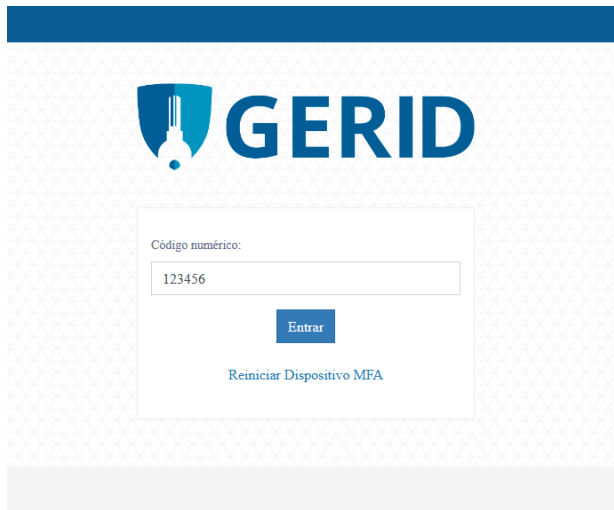 GERID
Código numérico:
123456
Entrar
Reiniciar Dispositivo MFA